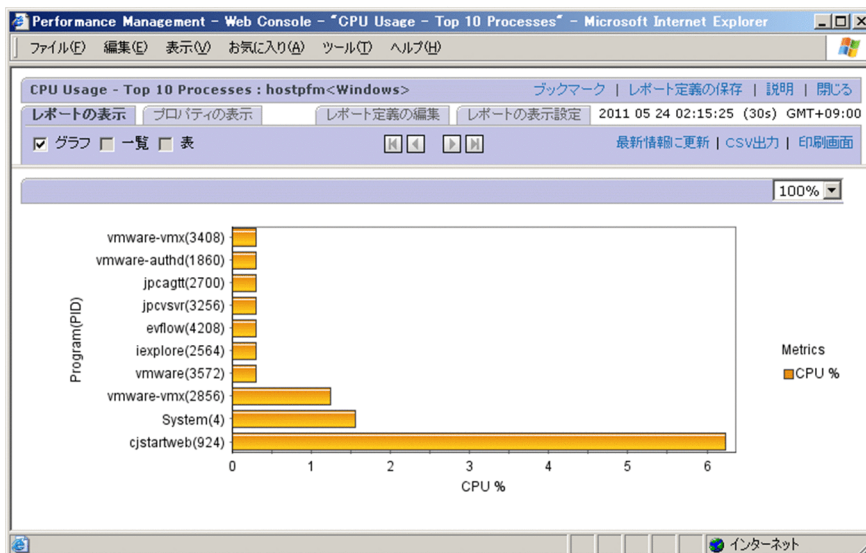 Performance Management - Web Console - "CPU Usage - Top 10 Processes" - Microsoft Internet Explorer
ファイル(F) 編集(E) 表示(V) お気に入り(A) ツール(T) ヘルプ(H)
CPU Usage - Top 10 Processes : hostpfm<Windows> ブックマーク | レポート定義の保存 | 説明 | 閉じる
レポートの表示 プロパティの表示 レポート定義の編集 レポートの表示設定 2011 05 24 02:15:25 (30s) GMT+09:00
グラフ 一覧 表 最新情報に更新 | CSV出力 | 印刷画面
100%
vmware-vmx(3408)
vmware-authd(1860)
jpcagtt(2700)
jpcvsvr(3256)
evflow(4208)
iexplore(2564)
vmware(3572)
vmware-vmx(2856)
System(4)
cjstartweb(924)
Program(PID)
0 1 2 3 4 5 6
CPU %
Metrics
CPU %
インターネット